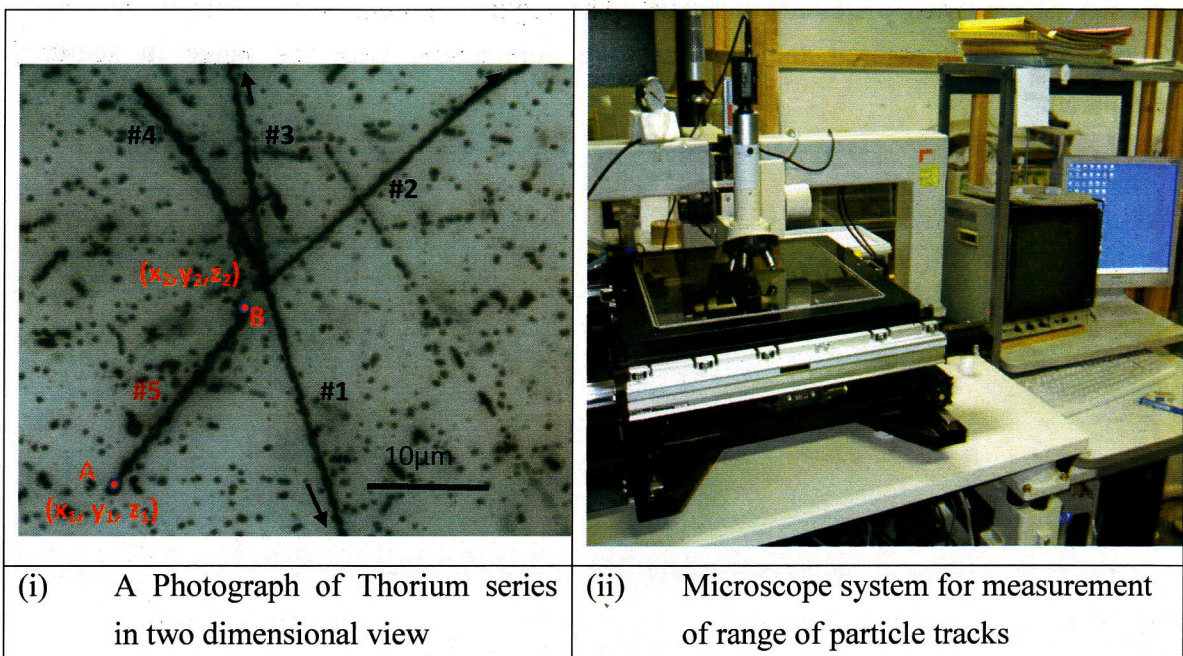 #4
#3
#2
(x₂,y₂,z₂)
B
#5
#1
10μm
A
(x₁, y₁, z₁)
(i) A Photograph of Thorium series
in two dimensional view
(ii) Microscope system for measurement
of range of particle tracks